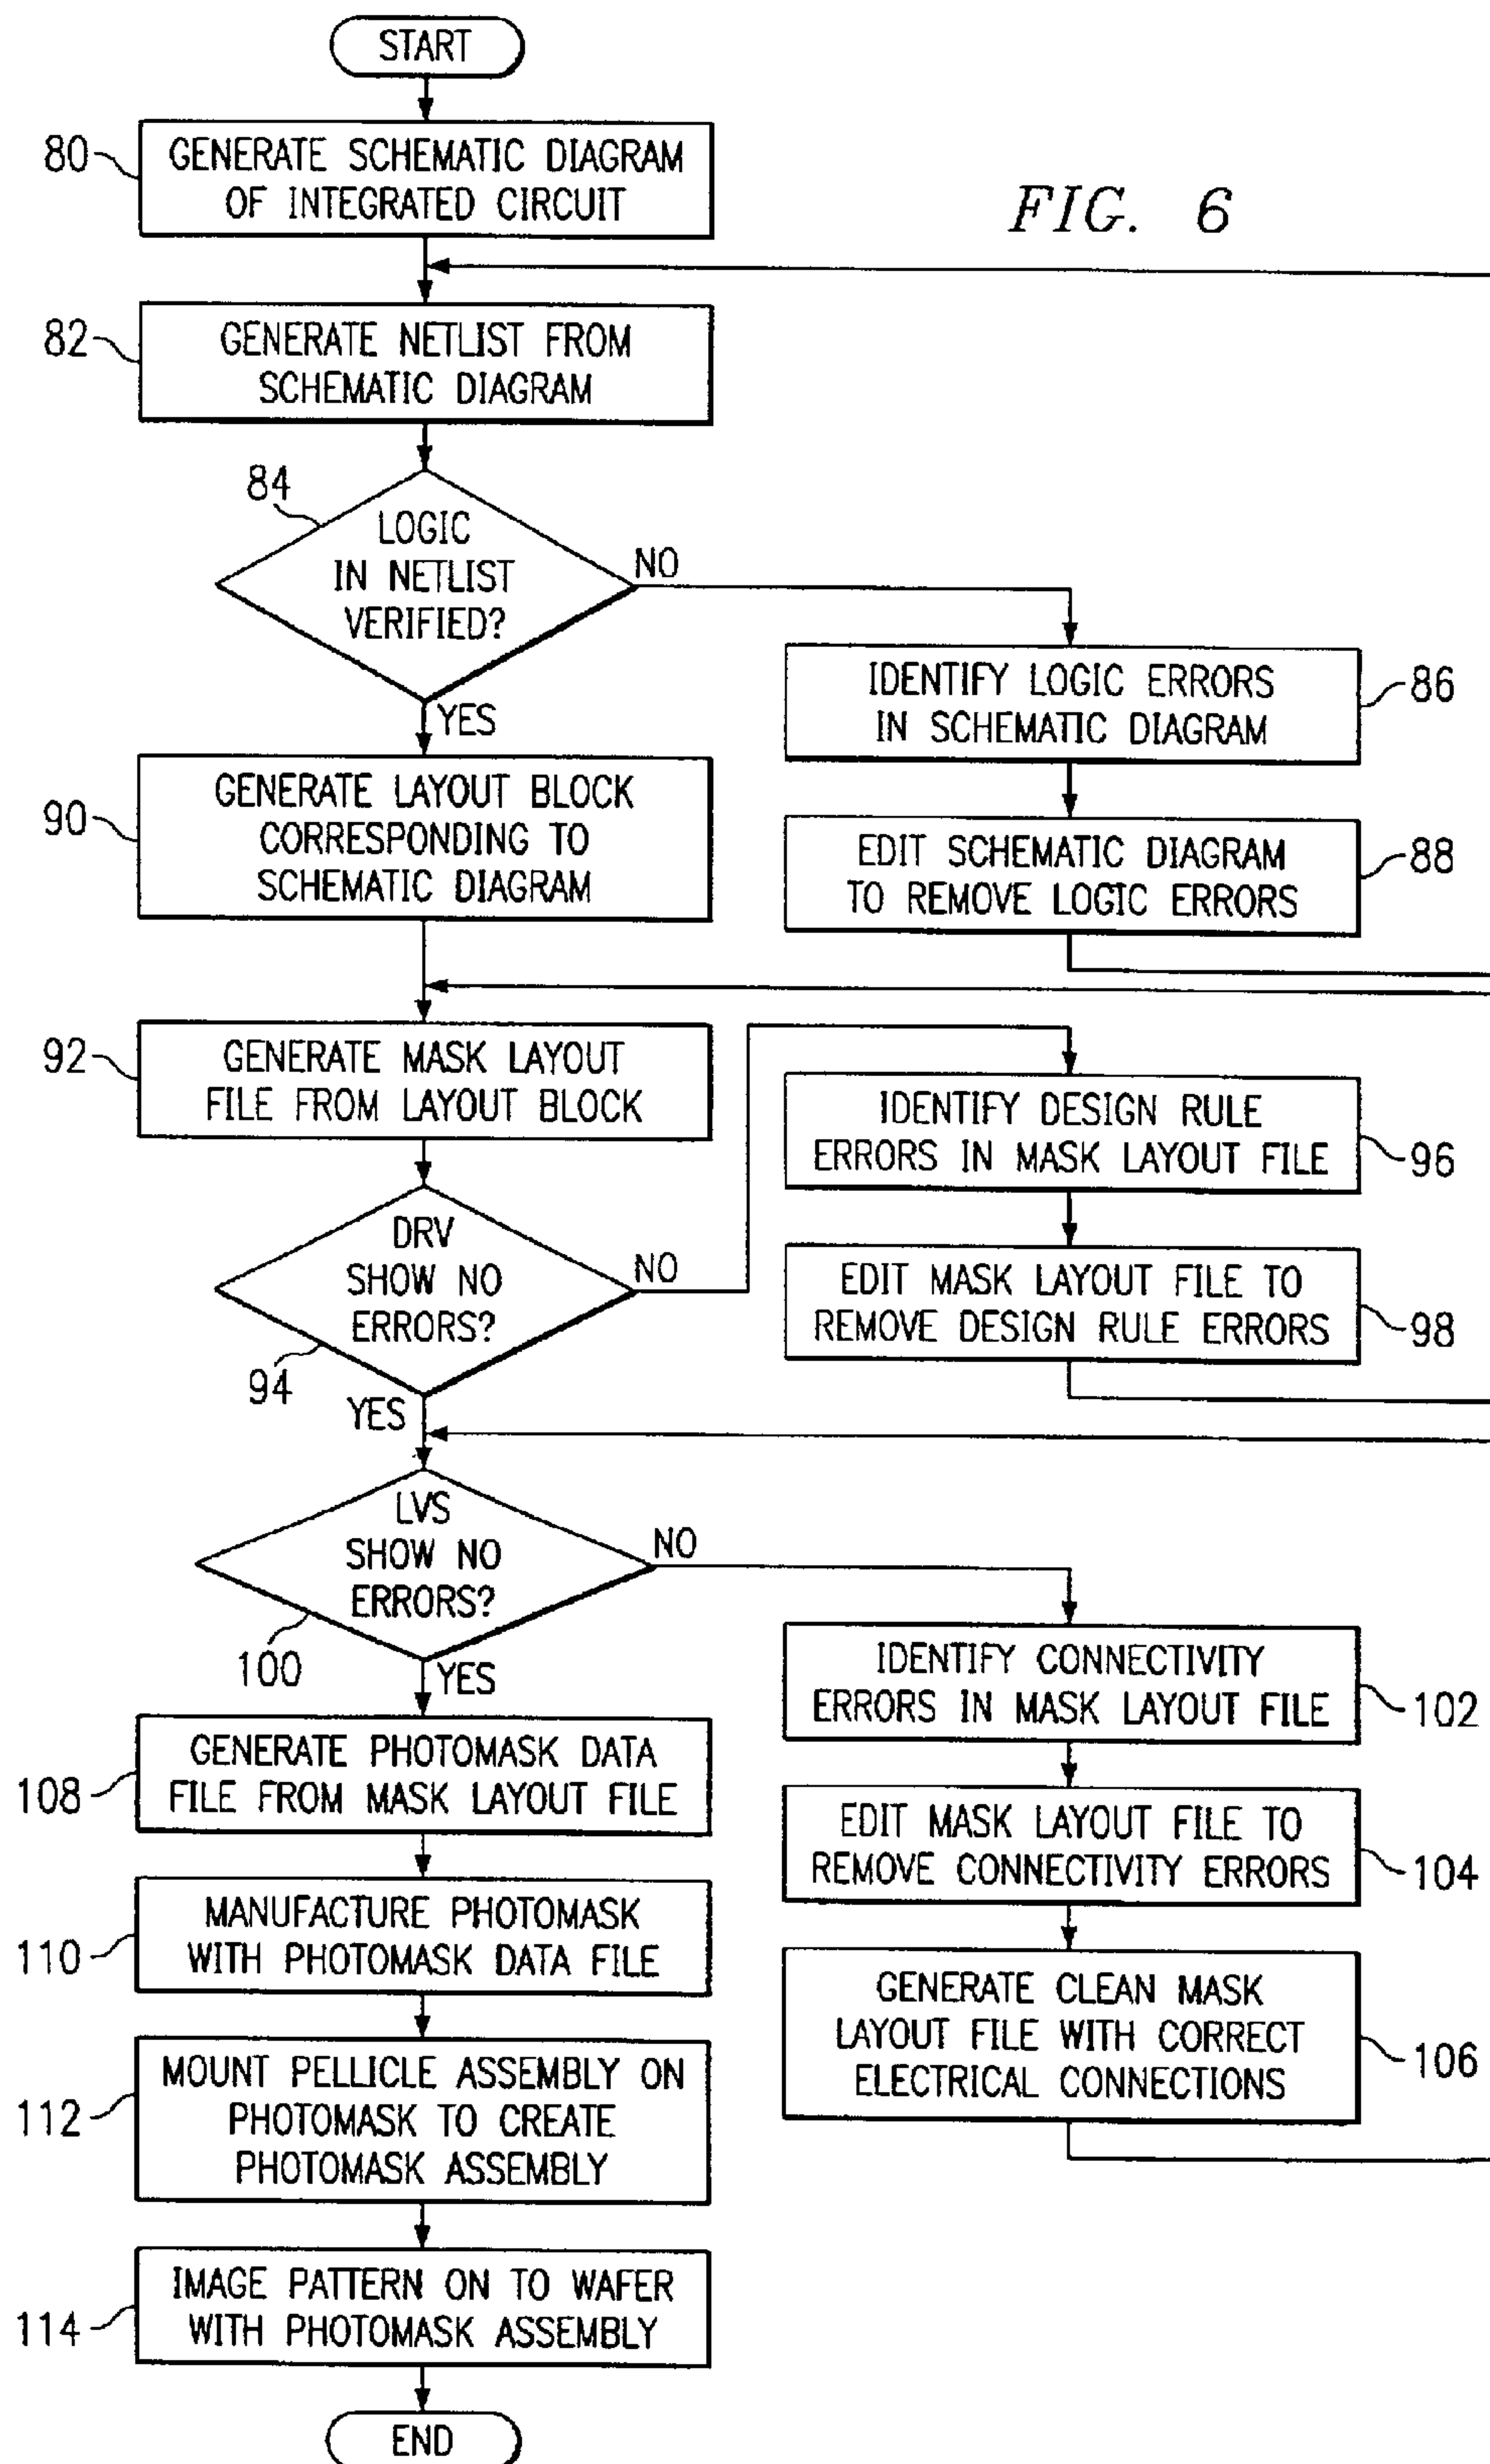 START
80
GENERATE SCHEMATIC DIAGRAM
OF INTEGRATED CIRCUIT
FIG. 6
82
GENERATE NETLIST FROM
SCHEMATIC DIAGRAM
84
LOGIC
IN NETLIST
VERIFIED?
NO
YES
86
IDENTIFY LOGIC ERRORS
IN SCHEMATIC DIAGRAM
88
EDIT SCHEMATIC DIAGRAM
TO REMOVE LOGIC ERRORS
90
GENERATE LAYOUT BLOCK
CORRESPONDING TO
SCHEMATIC DIAGRAM
92
GENERATE MASK LAYOUT
FILE FROM LAYOUT BLOCK
DRV
SHOW NO
ERRORS?
94
NO
YES
IDENTIFY DESIGN RULE
ERRORS IN MASK LAYOUT FILE
96
EDIT MASK LAYOUT FILE TO
REMOVE DESIGN RULE ERRORS
98
LVS
SHOW NO
ERRORS?
100
NO
YES
IDENTIFY CONNECTIVITY
ERRORS IN MASK LAYOUT FILE
102
EDIT MASK LAYOUT FILE TO
REMOVE CONNECTIVITY ERRORS
104
GENERATE CLEAN MASK
LAYOUT FILE WITH CORRECT
ELECTRICAL CONNECTIONS
106
108
GENERATE PHOTOMASK DATA
FILE FROM MASK LAYOUT FILE
110
MANUFACTURE PHOTOMASK
WITH PHOTOMASK DATA FILE
112
MOUNT PELLICLE ASSEMBLY ON
PHOTOMASK TO CREATE
PHOTOMASK ASSEMBLY
114
IMAGE PATTERN ON TO WAFER
WITH PHOTOMASK ASSEMBLY
END